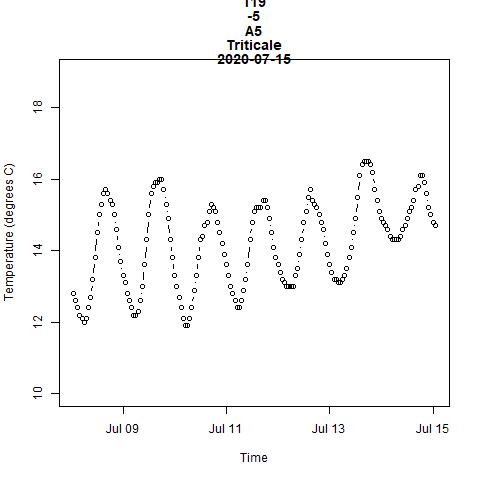 T19
-5
A5
Triticale
2020-07-15
Temperature (degrees C)
18
16
14
12
10
Jul 09
Jul 11
Jul 13
Jul 15
Time